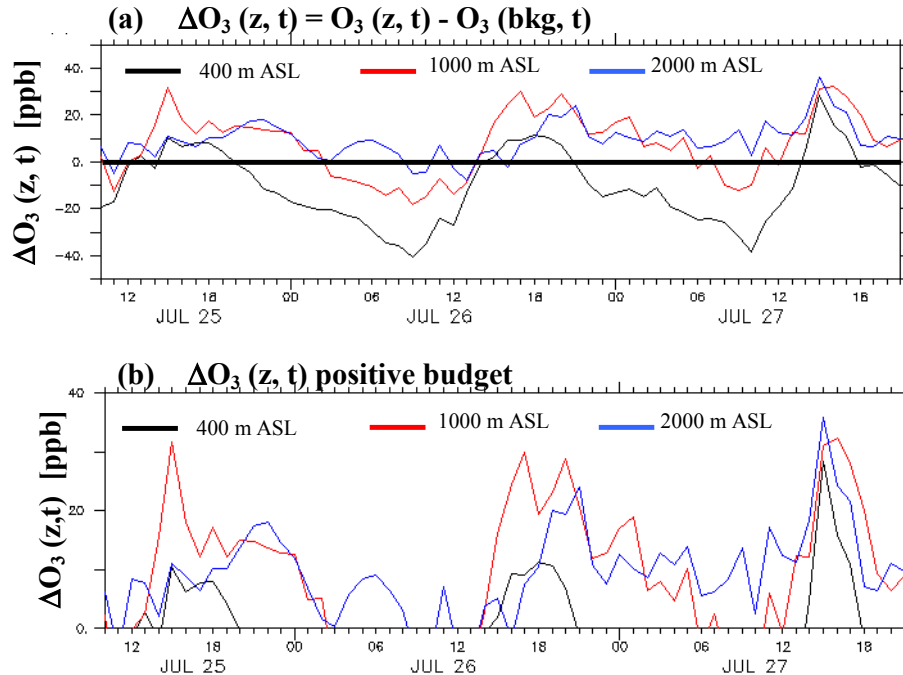 (a) ΔO₃ (z, t) = O₃ (z, t) - O₃ (bkg, t)
400 m ASL 1000 m ASL 2000 m ASL
ΔO₃ (z, t) [ppb]
40.
20.
0.
-20.
-40.
12 18 00 06 12 18 00 06 12 18
JUL 25 JUL 26 JUL 27
(b) ΔO₃ (z, t) positive budget
400 m ASL 1000 m ASL 2000 m ASL
ΔO₃ (z,t) [ppb]
40
20
0.
12 18 00 06 12 18 00 06 12 18
JUL 25 JUL 26 JUL 27